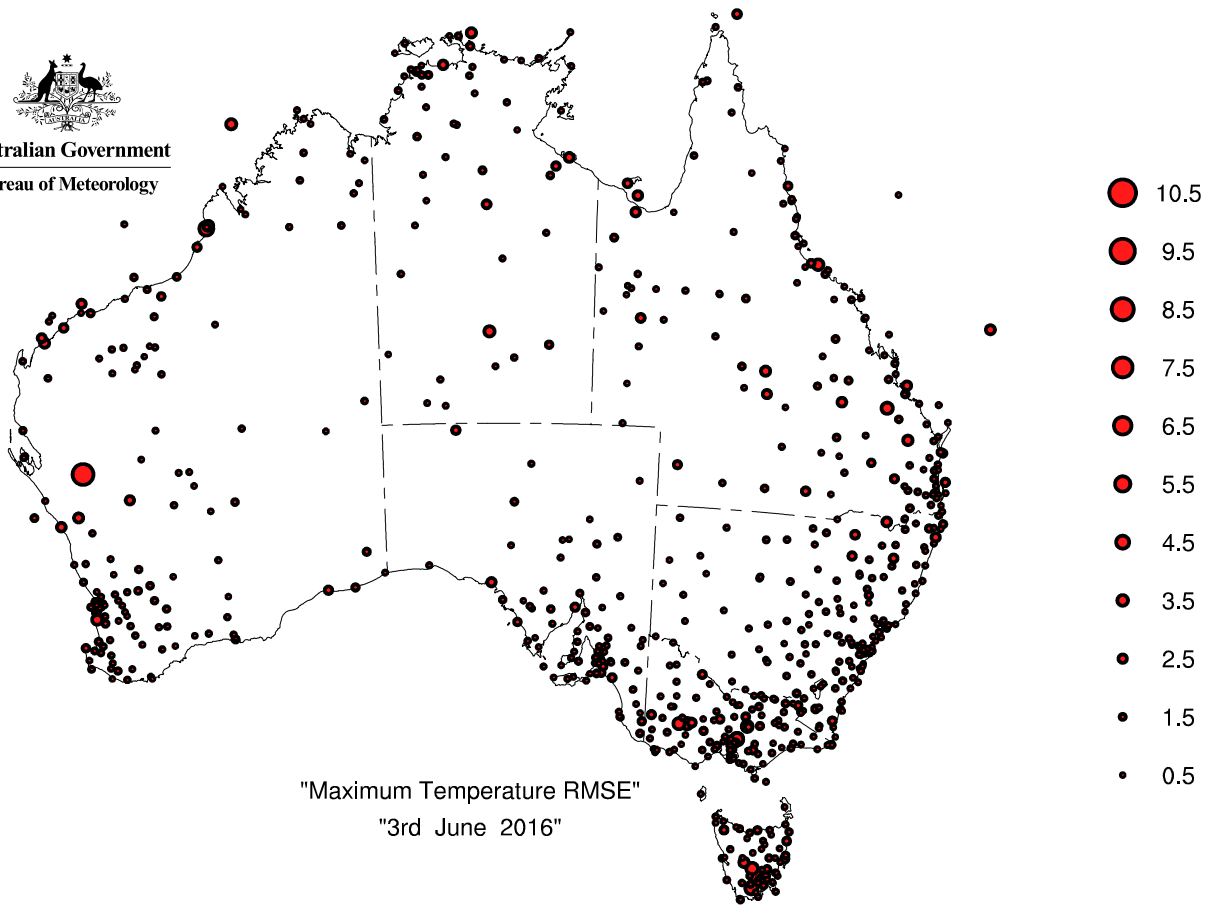 AUSTRALIA
tralian Government
reau of Meteorology
10.5
9.5
8.5
7.5
6.5
5.5
4.5
3.5
2.5
1.5
0.5
"Maximum Temperature RMSE"
"3rd June 2016"